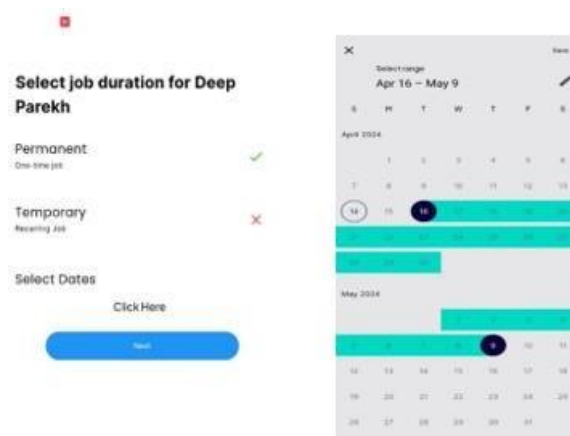 Select job duration for Deep
Parekh
Permanent
One-time job
Temporary
Recurring Job
Select Dates
Click Here
Next
Save
Select range
Apr 16 – May 9
S M T W T F S
April 2024
1 2 3 4 5 6
7 8 9 10 11 12 13
14 15 16 17 18 19 20
21 22 23 24 25 26 27
28 29 30
May 2024
1 2 3 4
5 6 7 8 9 10 11
12 13 14 15 16 17 18
19 20 21 22 23 24 25
26 27 28 29 30 31